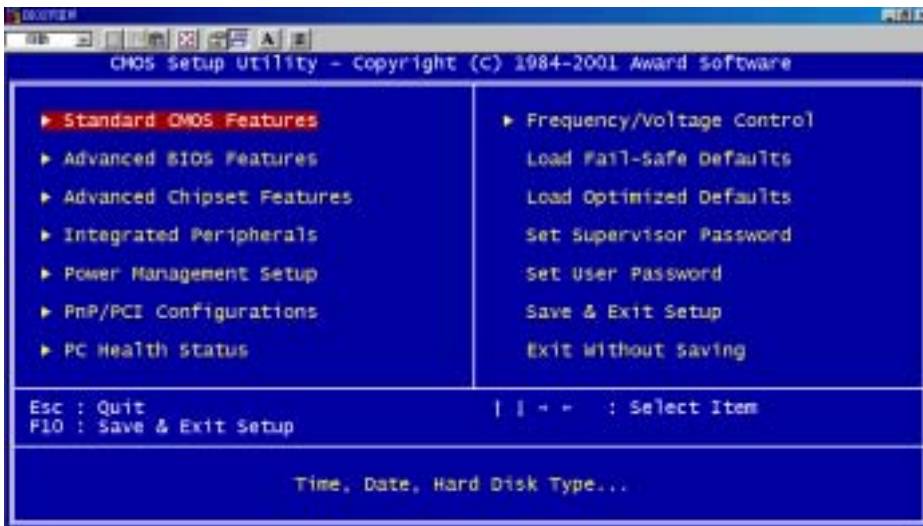 CMOS Setup Utility - Copyright (C) 1984-2001 Award Software
Standard CMOS Features
Advanced BIOS Features
Advanced Chipset Features
Integrated Peripherals
Power Management Setup
PnP/PCI Configurations
PC Health Status
Frequency/Voltage Control
Load Fail-Safe Defaults
Load Optimized Defaults
Set Supervisor Password
Set User Password
Save & Exit Setup
Exit Without Saving
Esc : Quit
F10 : Save & Exit Setup
: Select Item
Time, Date, Hard Disk Type...